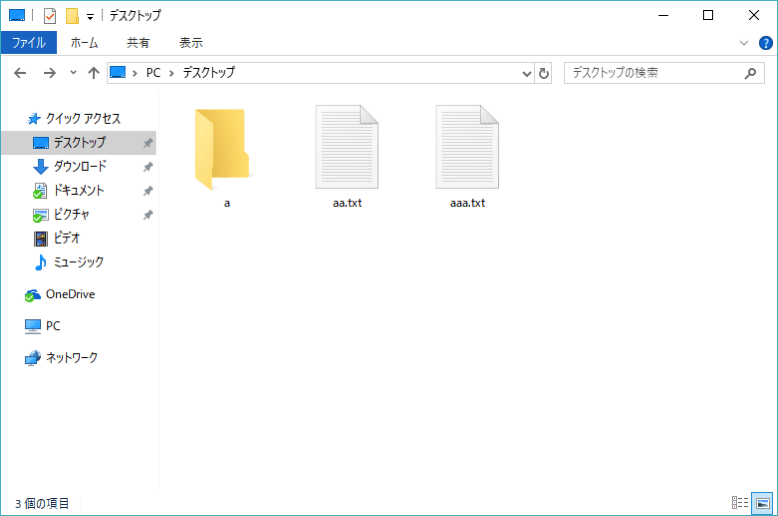 デスクトップ
ファイル ホーム 共有 表示
PC デスクトップ デスクトップの検索
クイック アクセス
デスクトップ
ダウンロード
ドキュメント
ピクチャ
ビデオ
ミュージック
OneDrive
PC
ネットワーク
a aa.txt aaa.txt
3 個の項目